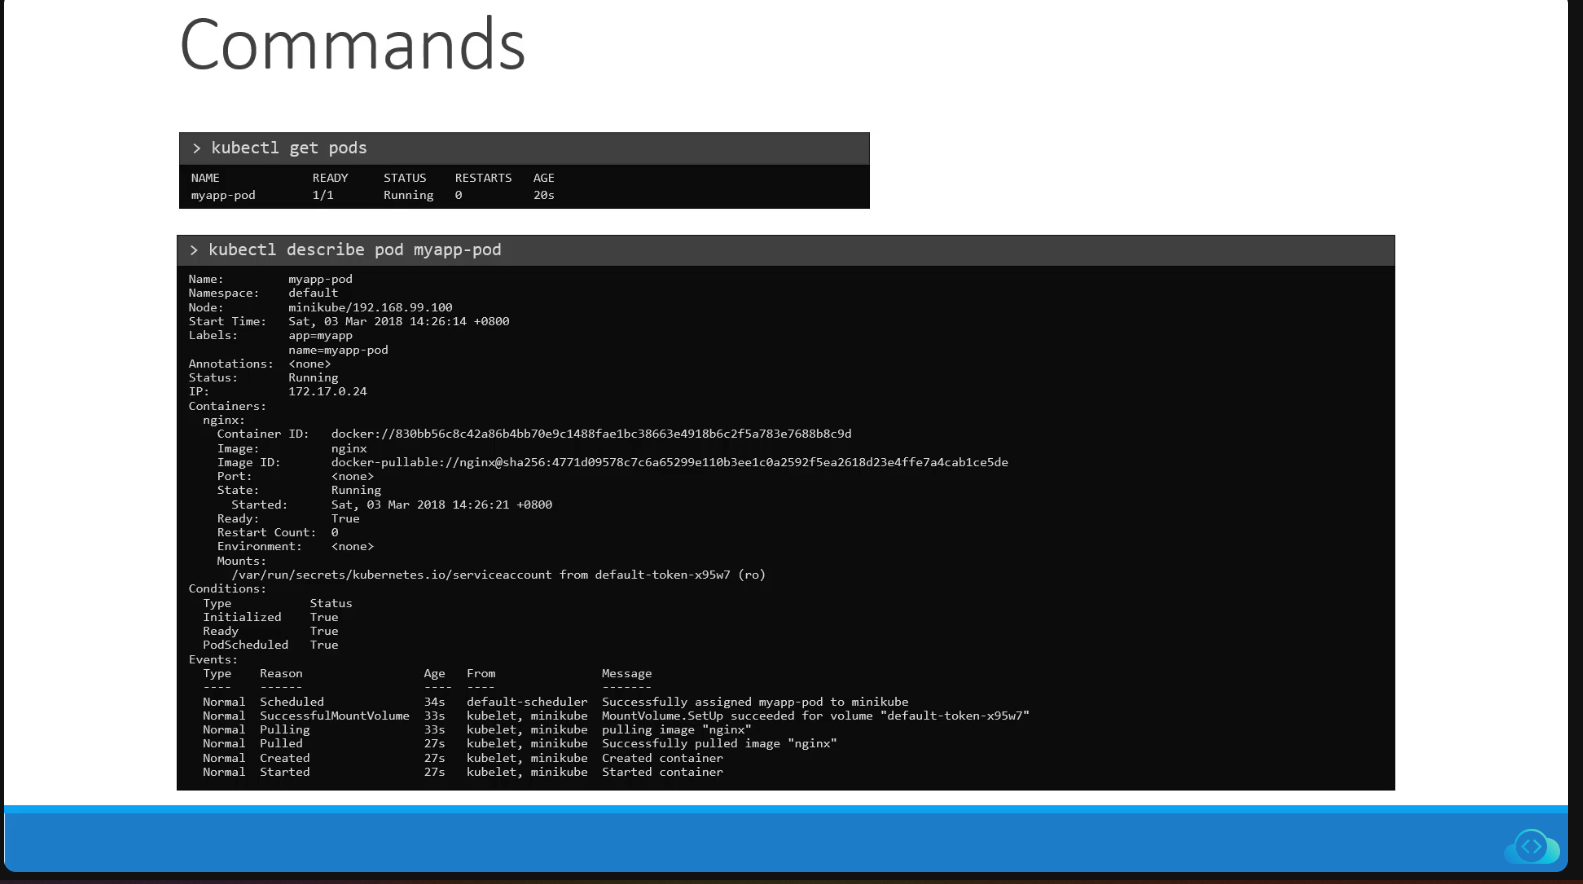 Commands
> kubectl get pods
NAME READY STATUS RESTARTS AGE
myapp-pod 1/1 Running 0 20s
> kubectl describe pod myapp-pod
Name: myapp-pod
Namespace: default
Node: minikube/192.168.99.100
Start Time: Sat, 03 Mar 2018 14:26:14 +0800
Labels: app=myapp
name=myapp-pod
Annotations: <none>
Status: Running
IP: 172.17.0.24
Containers:
nginx:
Container ID: docker://830bb56c8c42a86b4bb70e9c1488fae1bc38663e4918b6c2f5a783e7688b8c9d
Image: nginx
Image ID: docker-pullable://nginx@sha256:4771d09578c7c6a65299e110b3ee1c0a2592f5ea2618d23e4ffe7a4cab1ce5de
Port: <none>
State: Running
Started: Sat, 03 Mar 2018 14:26:21 +0800
Ready: True
Restart Count: 0
Environment: <none>
Mounts:
/var/run/secrets/kubernetes.io/serviceaccount from default-token-x95w7 (ro)
Conditions:
Type Status
Initialized True
Ready True
PodScheduled True
Events:
Type Reason Age From Message
---- ------ ---- ---- -------
Normal Scheduled 34s default-scheduler Successfully assigned myapp-pod to minikube
Normal SuccessfulMountVolume 33s kubelet, minikube MountVolume.SetUp succeeded for volume "default-token-x95w7"
Normal Pulling 33s kubelet, minikube pulling image "nginx"
Normal Pulled 27s kubelet, minikube Successfully pulled image "nginx"
Normal Created 27s kubelet, minikube Created container
Normal Started 27s kubelet, minikube Started container